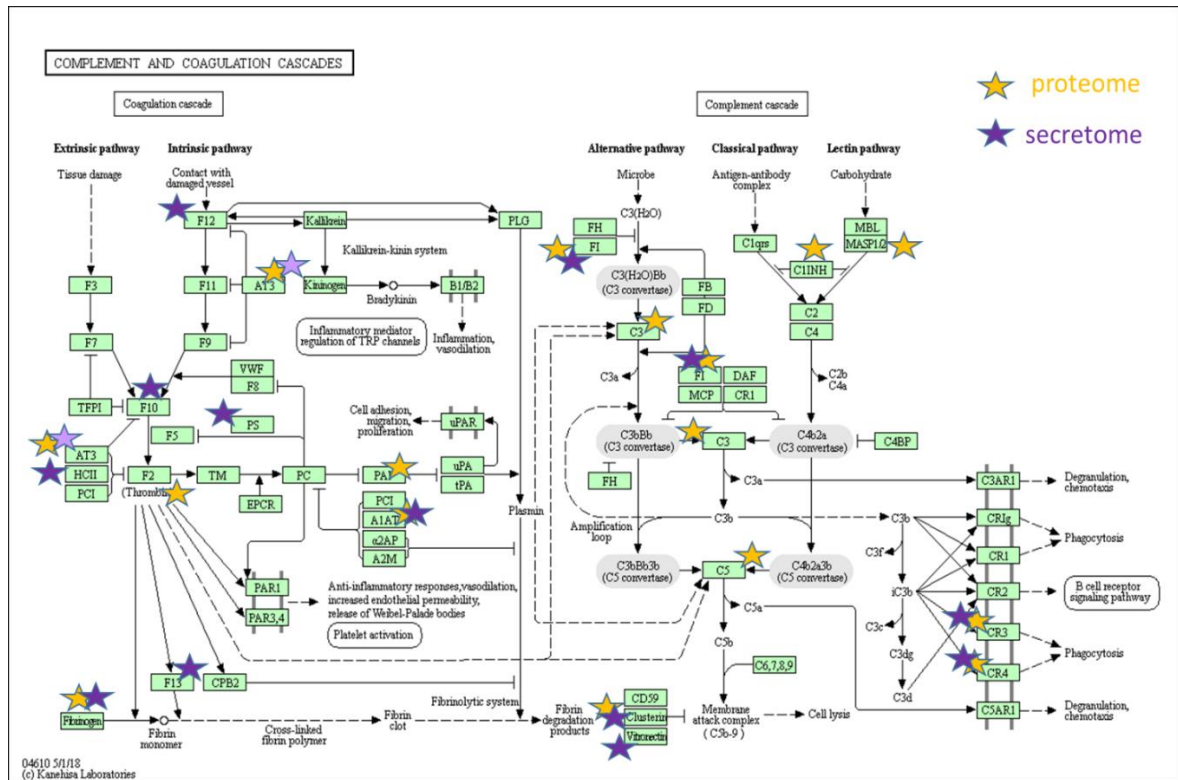 COMPLEMENT AND COAGULATION CASCADES
proteome
secretome
Coagulation cascade
Complement cascade
Extrinsic pathway
Intrinsic pathway
Alternative pathway
Classical pathway
Lectin pathway
Tissue damage
Contact with
damaged vessel
Microbe
Antigen-antibody
complex
Carbohydrate
F12
Kallikrein
PLG
C3(H2O)
FH
FI
C1qrs
MBL
MASP1/2
C1INH
Kallikrein-kinin system
F3
F11
AT3
Kininogen
Bradykinin
B1/B2
C3(H2O)Bb
(C3 convertase)
FB
FD
C2
C4
Inflammatory mediator
regulation of TRP channels
Inflammation,
vasodilation
F7
F9
C3
VWF
F8
C3a
FI
DAF
MCP
CR1
C2b
C4a
TFPI
F10
PS
F5
Cell adhesion,
migration,
proliferation
uPAR
C3bBb
(C3 convertase)
C3
C4b2a
(C3 convertase)
C4BP
AT3
HCII
PCI
F2
(Thrombin
TM
PC
PAI
uPA
tPA
FH
C3a
C3AR1
Degranulation,
chemotaxis
EPCR
PCI
A1AT
α2AP
A2M
Plasmin
Amplification
loop
C3b
C3b
CRIg
Phagocytosis
C3f
CR1
C3bBb3b
(C5 convertase)
C5
C4b2a3b
(C5 convertase)
iC3b
CR2
B cell receptor
signaling pathway
PAR1
PAR3,4
Anti-inflammatory responses,vasodilation,
increased endothelial permeability,
release of Weibel-Palade bodies
Platelet activation
C5a
C3c
CR3
C5b
C3dg
Phagocytosis
C6,7,8,9
CR4
F13
CPB2
C3d
Fibrinolytic system
CD59
Clusterin
Vitronectin
Membrane
attack complex
(C5b-9)
Cell lysis
C5AR1
Degranulation,
chemotaxis
Fibrinogen
Fibrin
monomer
Cross-linked
fibrin polymer
Fibrin
clot
Fibrin
degradation
products
04610 5/1/18
(c) Kanehisa Laboratories